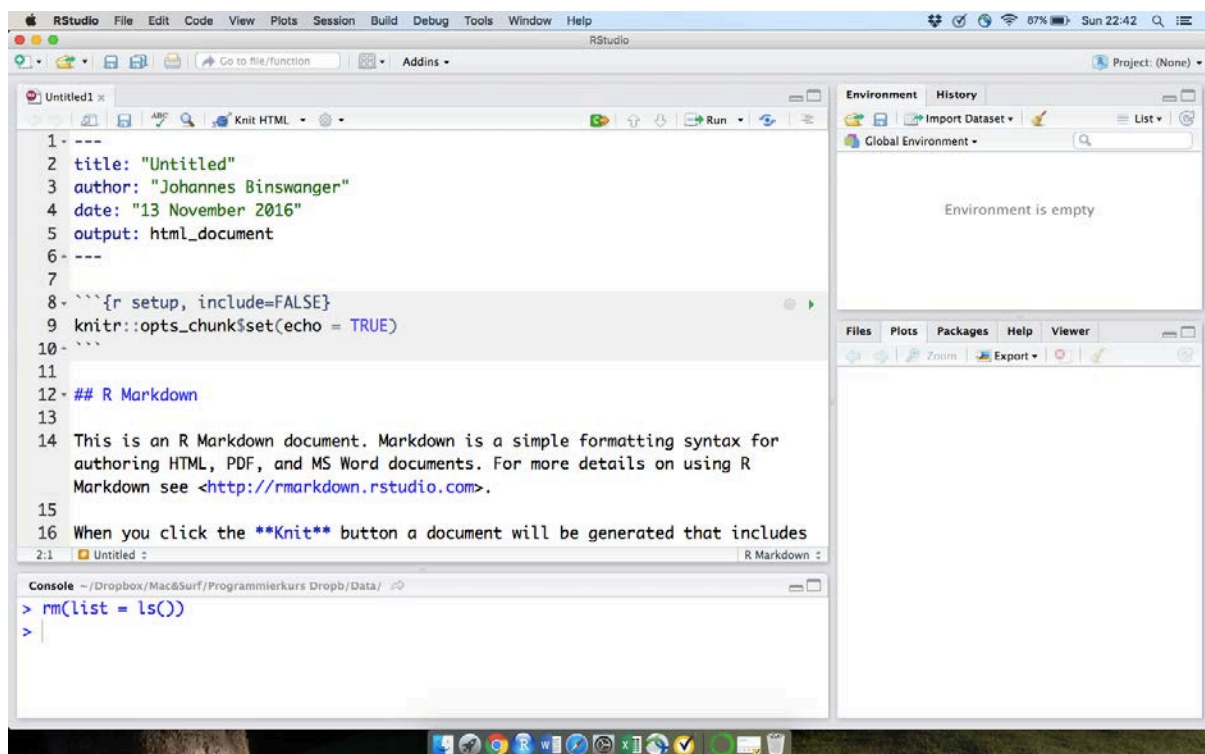 RStudio File Edit Code View Plots Session Build Debug Tools Window Help 87% Sun 22:42
RStudio
Go to file/function Addins Project: (None)
Untitled1
ABC Knit HTML Run
1 ---
2 title: "Untitled"
3 author: "Johannes Binswanger"
4 date: "13 November 2016"
5 output: html_document
6 ---
7
8 ```{r setup, include=FALSE}
9 knitr::opts_chunk$set(echo = TRUE)
10 ```
11
12 ## R Markdown
13
14 This is an R Markdown document. Markdown is a simple formatting syntax for
authoring HTML, PDF, and MS Word documents. For more details on using R
Markdown see <http://rmarkdown.rstudio.com>.
15
16 When you click the **Knit** button a document will be generated that includes
2:1 Untitled R Markdown
Console ~/Dropbox/Mac&Surf/Programmierkurs Dropb/Data/
> rm(list = ls())
>
Environment History
Import Dataset List
Global Environment
Environment is empty
Files Plots Packages Help Viewer
Zoom Export